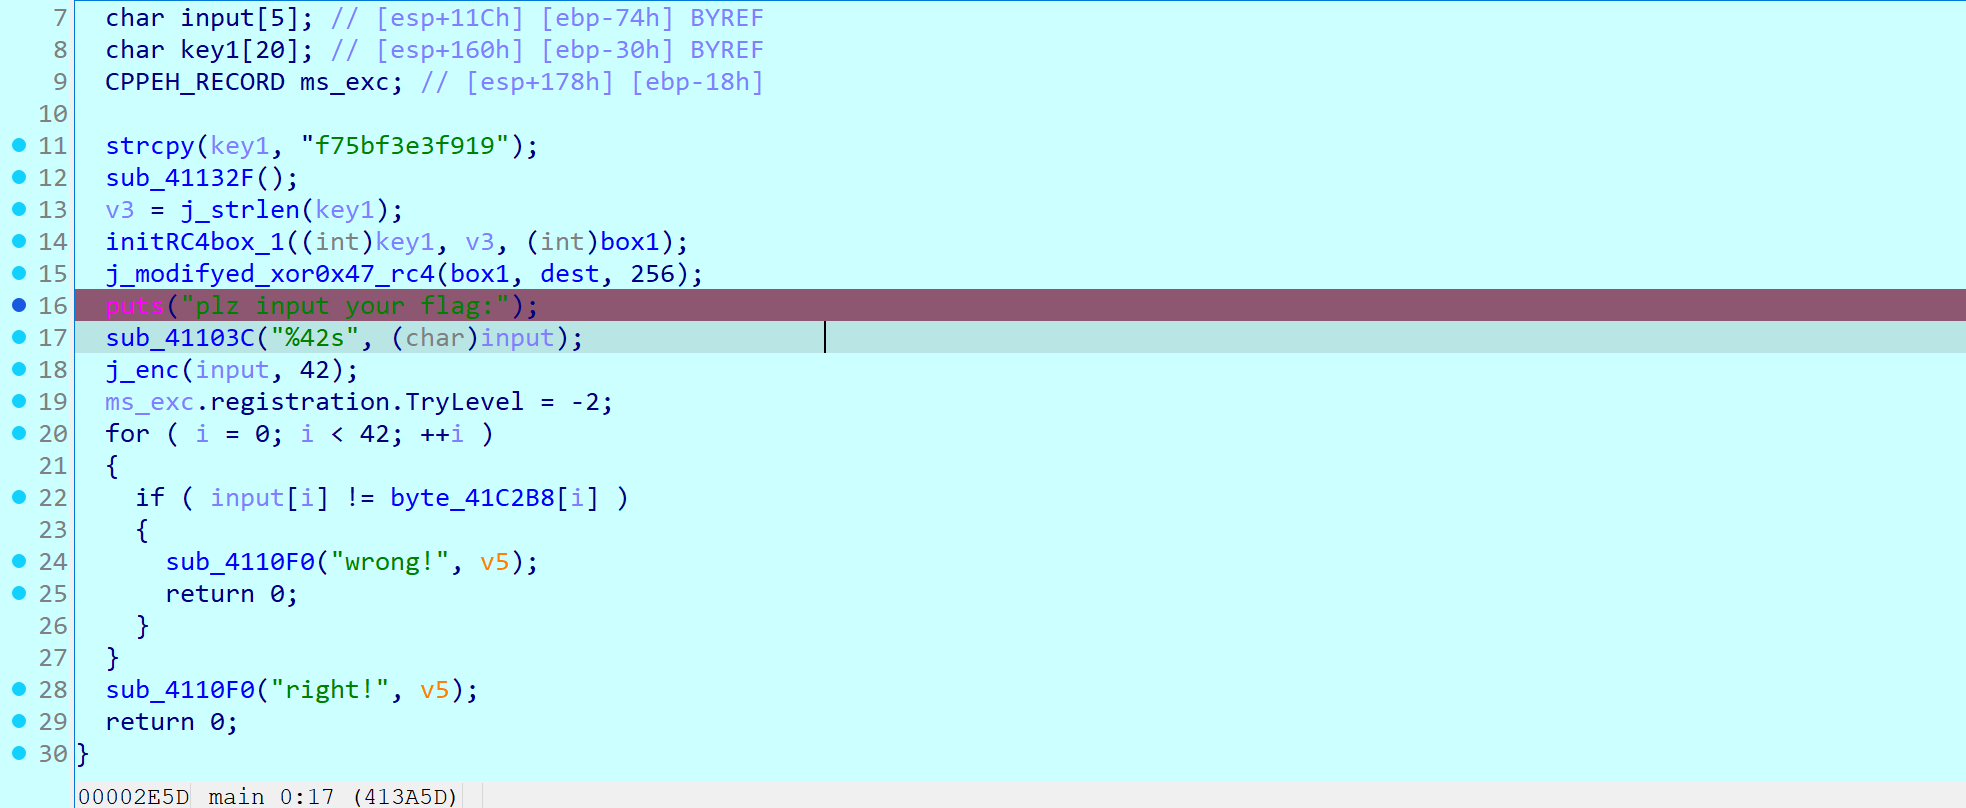 7 char input[5]; // [esp+11Ch] [ebp-74h] BYREF
8 char key1[20]; // [esp+160h] [ebp-30h] BYREF
9 CPPEH_RECORD ms_exc; // [esp+178h] [ebp-18h]
10
11 strcpy(key1, "f75bf3e3f919");
12 sub_41132F();
13 v3 = j_strlen(key1);
14 initRC4box_1((int)key1, v3, (int)box1);
15 j_modifyed_xor0x47_rc4(box1, dest, 256);
16 puts("plz input your flag:");
17 sub_41103C("%42s", (char)input);
18 j_enc(input, 42);
19 ms_exc.registration.TryLevel = -2;
20 for ( i = 0; i < 42; ++i )
21 {
22 if ( input[i] != byte_41C2B8[i] )
23 {
24 sub_4110F0("wrong!", v5);
25 return 0;
26 }
27 }
28 sub_4110F0("right!", v5);
29 return 0;
30 }
00002E5D main 0:17 (413A5D)